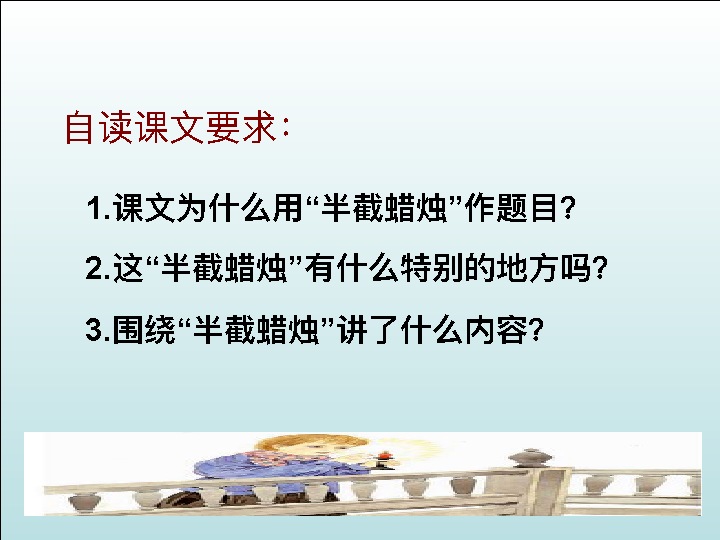 自读课文要求：
1.课文为什么用“半截蜡烛”作题目？
2.这“半截蜡烛”有什么特别的地方吗？
3.围绕“半截蜡烛”讲了什么内容？